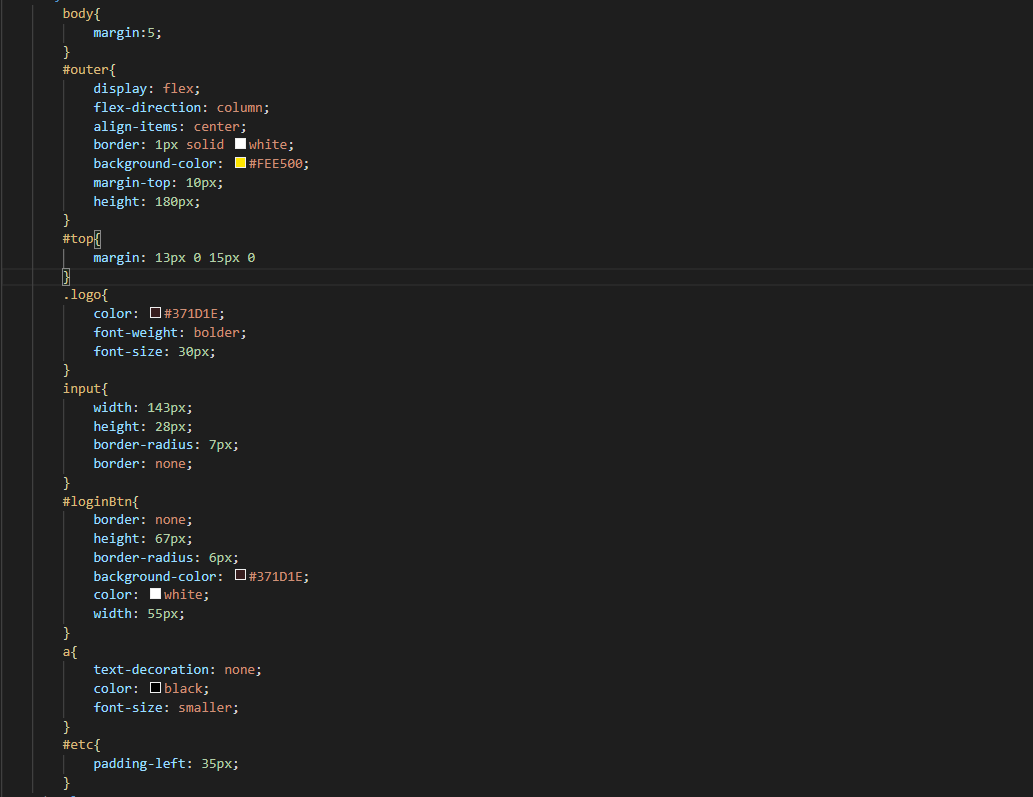 body{
    margin:5;
}
#outer{
    display: flex;
    flex-direction: column;
    align-items: center;
    border: 1px solid white;
    background-color: #FEE500;
    margin-top: 10px;
    height: 180px;
}
#top{
    margin: 13px 0 15px 0
}
.logo{
    color: #371D1E;
    font-weight: bolder;
    font-size: 30px;
}
input{
    width: 143px;
    height: 28px;
    border-radius: 7px;
    border: none;
}
#loginBtn{
    border: none;
    height: 67px;
    border-radius: 6px;
    background-color: #371D1E;
    color: white;
    width: 55px;
}
a{
    text-decoration: none;
    color: black;
    font-size: smaller;
}
#etc{
    padding-left: 35px;
}